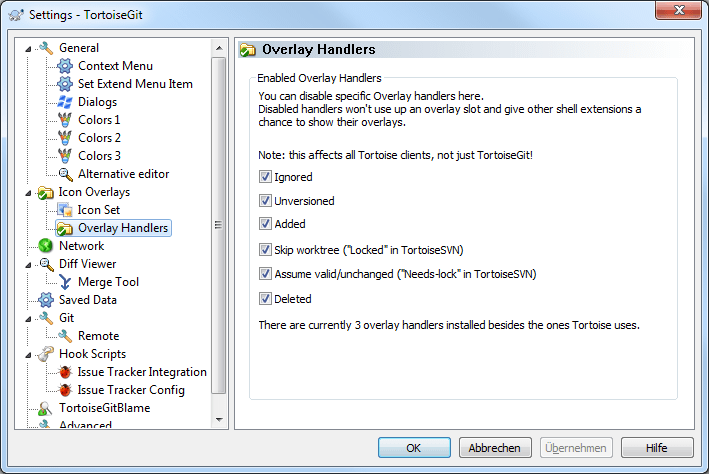 Settings - TortoiseGit
General
Context Menu
Set Extend Menu Item
Dialogs
Colors 1
Colors 2
Colors 3
Alternative editor
Icon Overlays
Icon Set
Overlay Handlers
Network
Diff Viewer
Merge Tool
Saved Data
Git
Remote
Hook Scripts
Issue Tracker Integration
Issue Tracker Config
TortoiseGitBlame
Advanced
Overlay Handlers
Enabled Overlay Handlers
You can disable specific Overlay handlers here.
Disabled handlers won't use up an overlay slot and give other shell extensions a
chance to show their overlays.
Note: this affects all Tortoise clients, not just TortoiseGit!
Ignored
Unversioned
Added
Skip worktree ("Locked" in TortoiseSVN)
Assume valid/unchanged ("Needs-lock" in TortoiseSVN)
Deleted
There are currently 3 overlay handlers installed besides the ones Tortoise uses.
OK
Abbrechen
Übernehmen
Hilfe